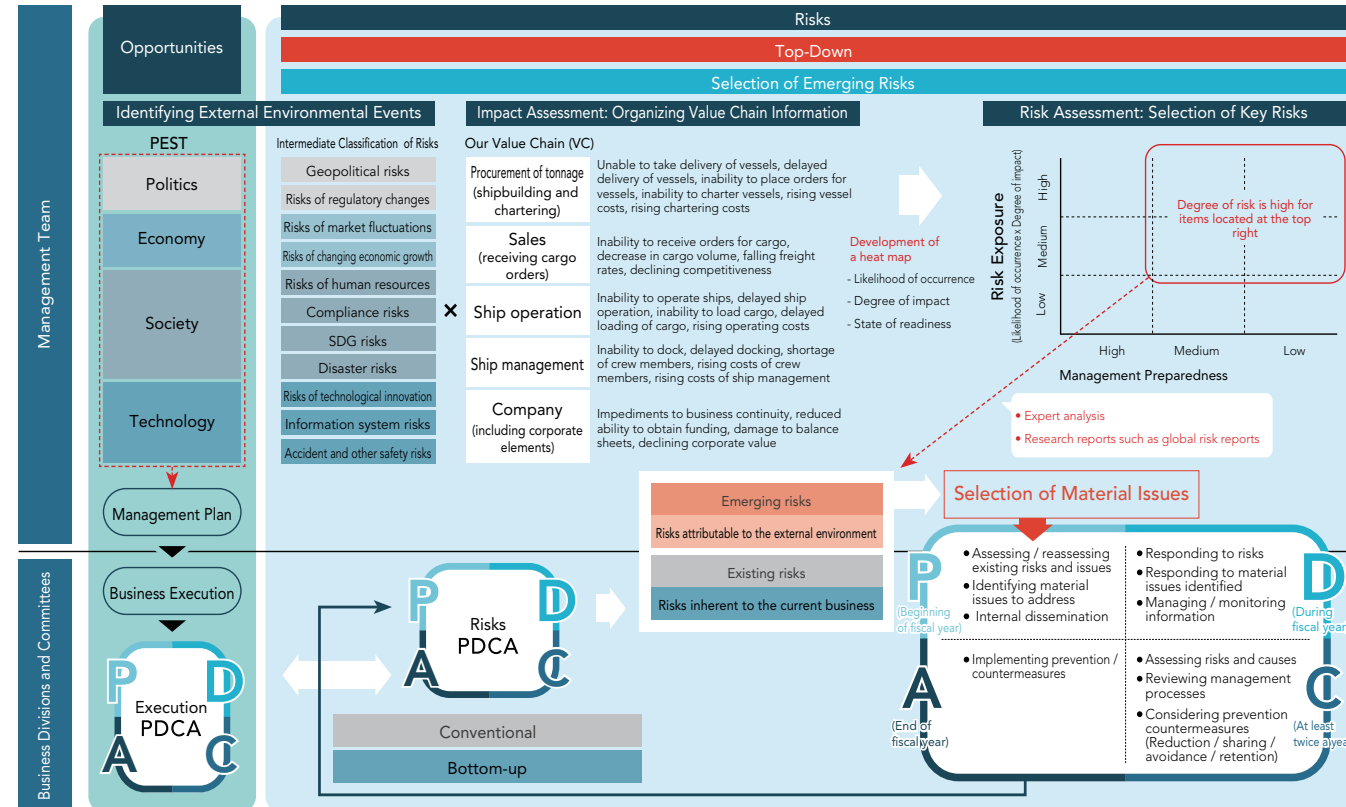 Management Team
Business Divisions and Committees
Opportunities
Risks
Top-Down
Selection of Emerging Risks
Identifying External Environmental Events
Impact Assessment: Organizing Value Chain Information
Risk Assessment: Selection of Key Risks
PEST
Politics
Economy
Society
Technology
Management Plan
Business Execution
P
D
Execution
PDCA
A
C
Intermediate Classification of Risks
Geopolitical risks
Risks of regulatory changes
Risks of market fluctuations
Risks of changing economic growth
Risks of human resources
Compliance risks
SDG risks
Disaster risks
Risks of technological innovation
Information system risks
Accident and other safety risks
×
Our Value Chain (VC)
Procurement of tonnage
(shipbuilding and
chartering)
Unable to take delivery of vessels, delayed
delivery of vessels, inability to place orders for
vessels, inability to charter vessels, rising vessel
costs, rising chartering costs
Sales
(receiving cargo
orders)
Inability to receive orders for cargo,
decrease in cargo volume, falling freight
rates, declining competitiveness
Ship operation
Inability to operate ships, delayed ship
operation, inability to load cargo, delayed
loading of cargo, rising operating costs
Ship management
Inability to dock, delayed docking, shortage
of crew members, rising costs of crew
members, rising costs of ship management
Company
(including corporate
elements)
Impediments to business continuity, reduced
ability to obtain funding, damage to balance
sheets, declining corporate value
Development of
a heat map
- Likelihood of occurrence
- Degree of impact
- State of readiness
Risk Exposure
(Likelihood of occurrence x Degree of impact)
High
Medium
Low
Degree of risk is high for
items located at the top
right
High
Medium
Low
Management Preparedness
• Expert analysis
• Research reports such as global risk reports
Emerging risks
Risks attributable to the external environment
Existing risks
Risks inherent to the current business
Selection of Material Issues
P
D
Risks
PDCA
A
C
Conventional
Bottom-up
P
(Beginning
of fiscal year)
• Assessing / reassessing
existing risks and issues
• Identifying material
issues to address
• Internal dissemination
• Responding to risks
• Responding to material
issues identified
• Managing / monitoring
information
D
(During
fiscal year
A
(End of
fiscal year)
• Implementing prevention /
countermeasures
• Assessing risks and causes
• Reviewing management
processes
• Considering prevention
countermeasures
(Reduction / sharing /
avoidance / retention)
C
(At least
twice a yea